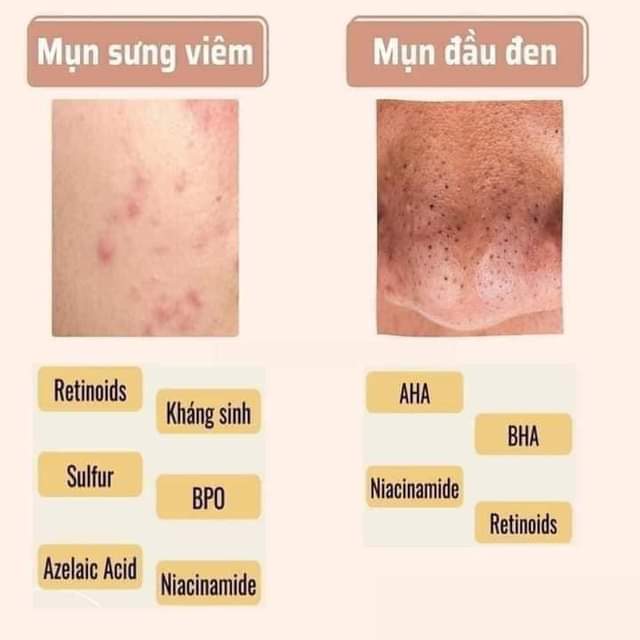 Mụn sưng viêm
Mụn đầu đen
Retinoids
Kháng sinh
Sulfur
BPO
Azelaic Acid
Niacinamide
AHA
BHA
Niacinamide
Retinoids